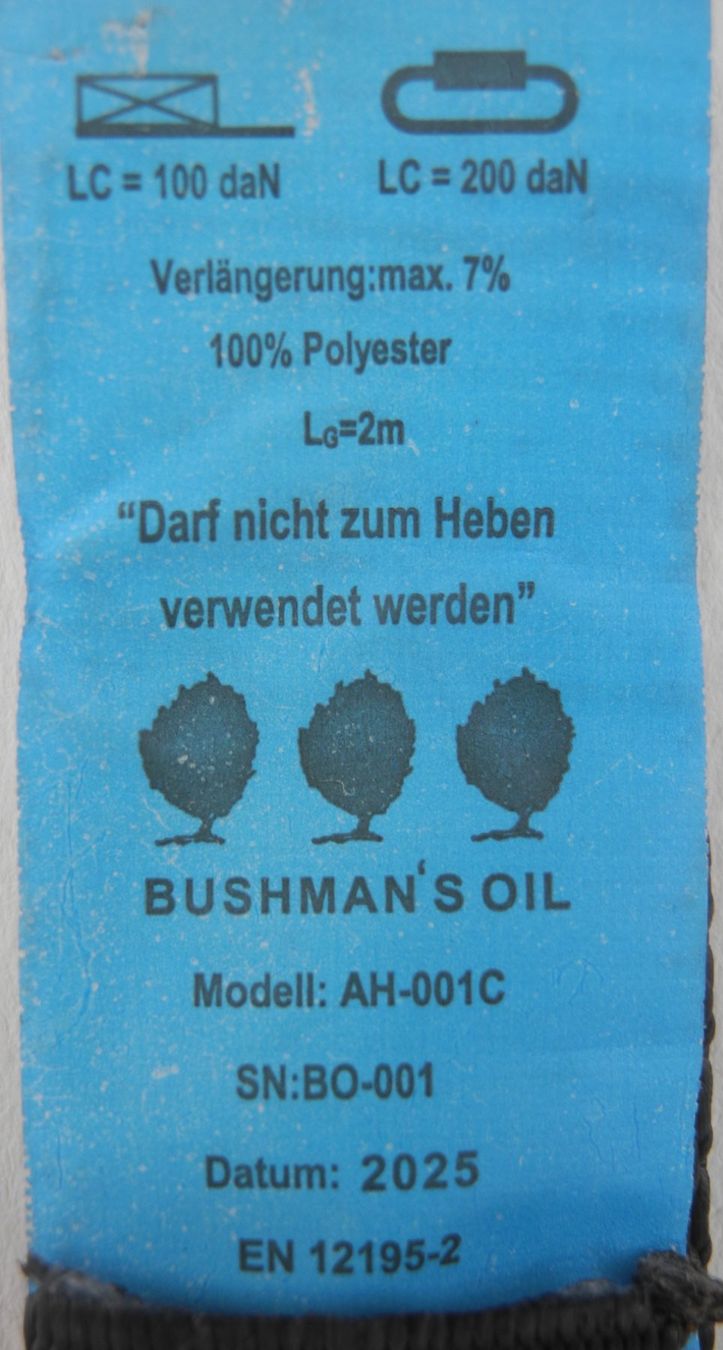 LC = 100 daN LC = 200 daN
Verlängerung:max. 7%
100% Polyester
LG=2m
“Darf nicht zum Heben
verwendet werden”
BUSHMAN‘S OIL
Modell: AH-001C
SN:BO-001
Datum: 2025
EN 12195-2